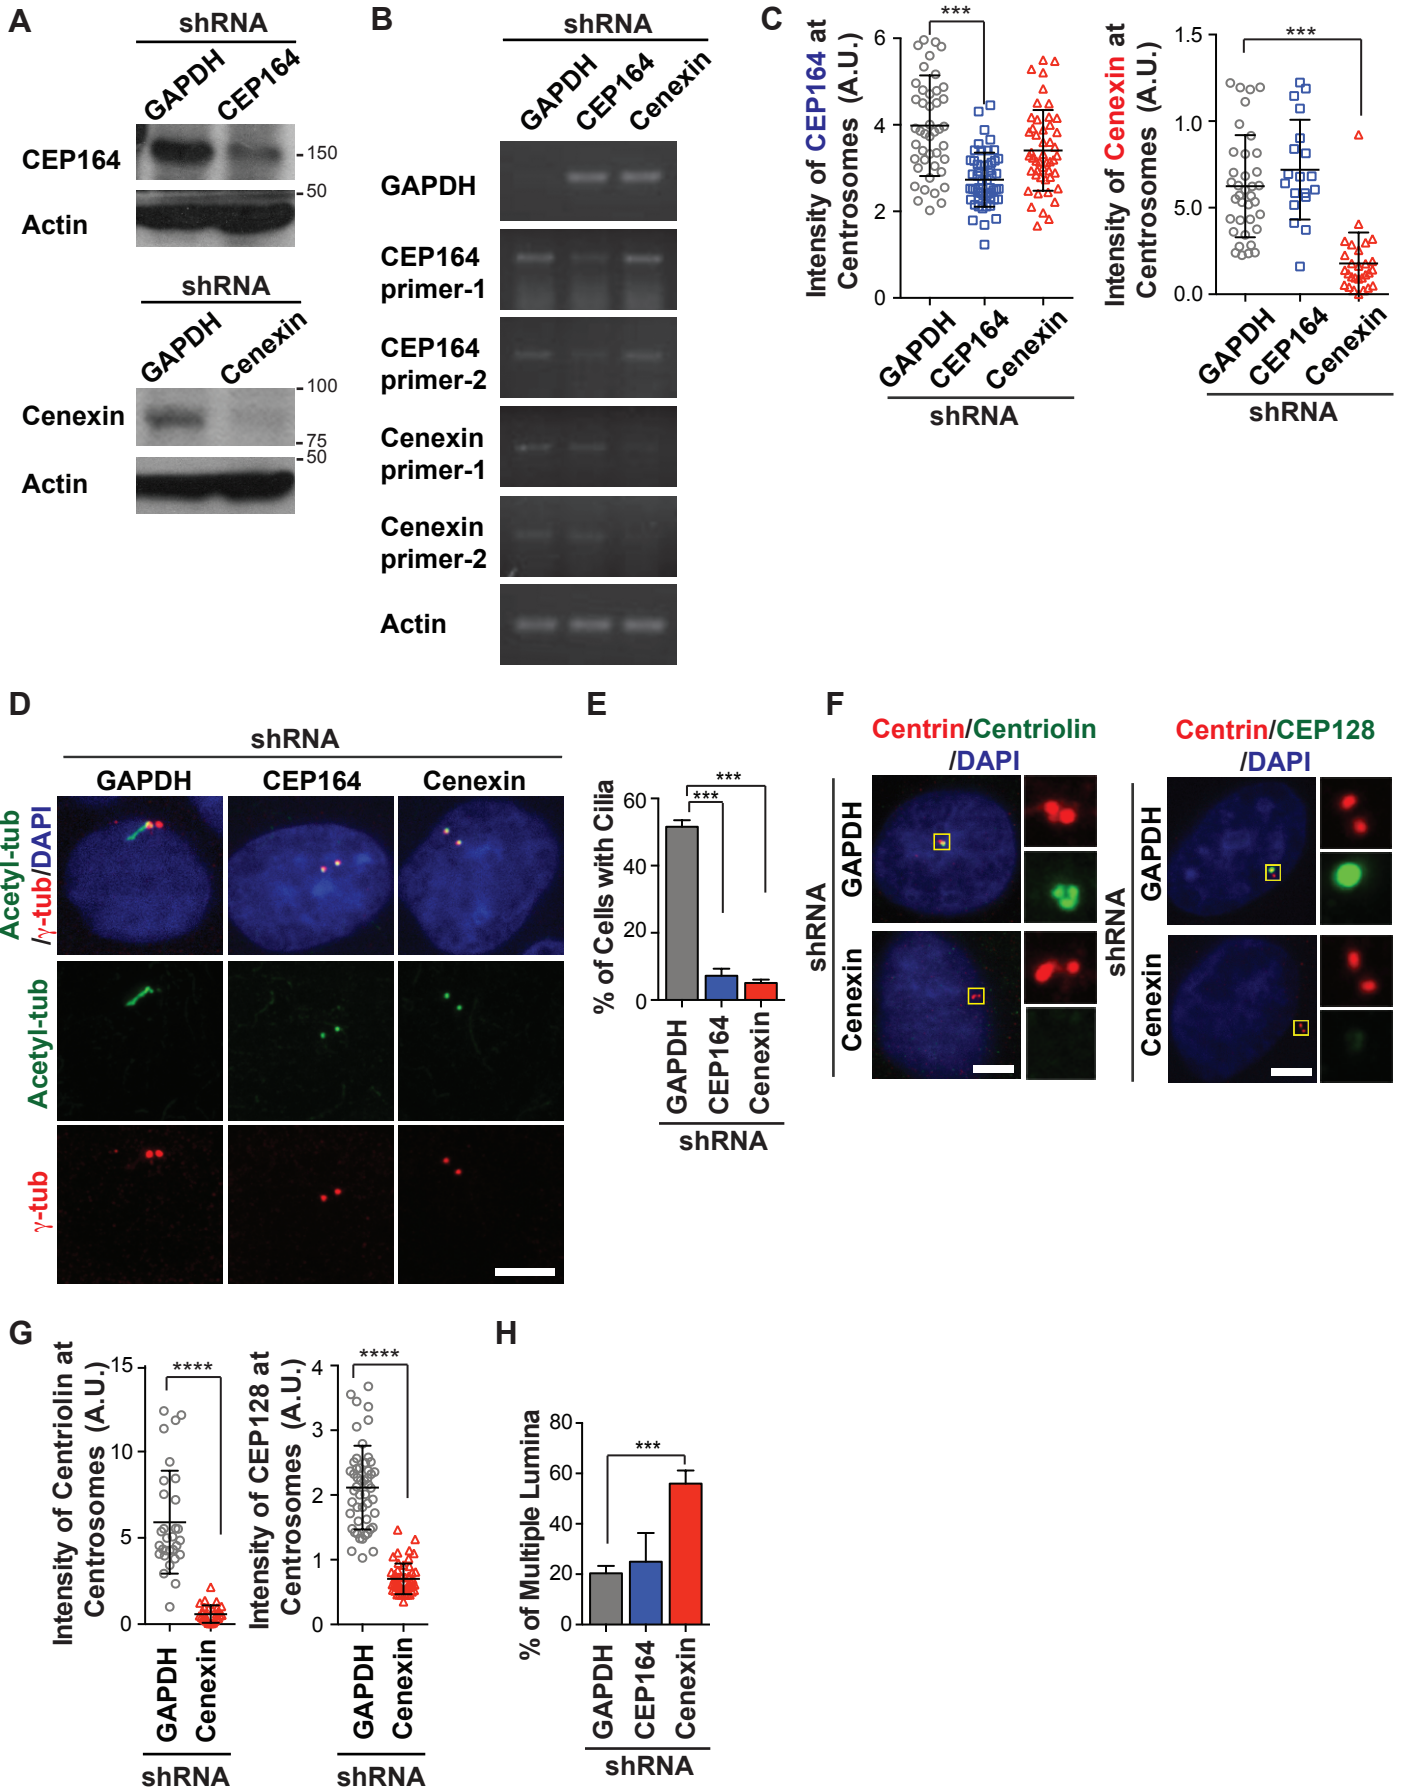 A
shRNA
GAPDH
CEP164
CEP164
150
50
Actin
shRNA
GAPDH
Cenexin
100
Cenexin
75
50
Actin
B
shRNA
GAPDH
CEP164
Cenexin
GAPDH
CEP164
primer-1
CEP164
primer-2
Cenexin
primer-1
Cenexin
primer-2
Actin
C
Intensity of CEP164 at
Centrosomes (A.U.)
***
6
4
2
0
GAPDH
CEP164
Cenexin
shRNA
Intensity of Cenexin at
Centrosomes (A.U.)
***
1.5
1.0
5.0
0.0
GAPDH
CEP164
Cenexin
shRNA
D
shRNA
GAPDH
CEP164
Cenexin
Acetyl-tub
/γ-tub/DAPI
Acetyl-tub
γ-tub
E
% of Cells with Cilia
***
***
60
40
20
0
GAPDH
CEP164
Cenexin
shRNA
F
Centrin/Centriolin
/DAPI
shRNA
GAPDH
Cenexin
Centrin/CEP128
/DAPI
shRNA
GAPDH
Cenexin
G
Intensity of Centriolin at
Centrosomes (A.U.)
****
15
10
5
0
GAPDH
Cenexin
shRNA
Intensity of CEP128 at
Centrosomes (A.U.)
****
4
3
2
1
0
GAPDH
Cenexin
shRNA
H
% of Multiple Lumina
***
80
60
40
20
0
GAPDH
CEP164
Cenexin
shRNA